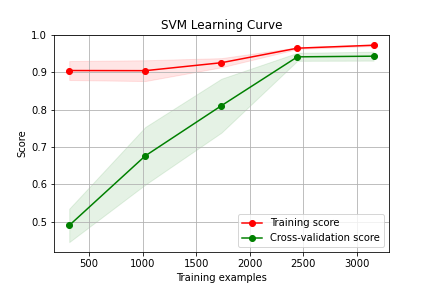 SVM Learning Curve
1.0
0.9
0.8
0.7
0.6
0.5
Score
Training score
Cross-validation score
500 1000 1500 2000 2500 3000
Training examples